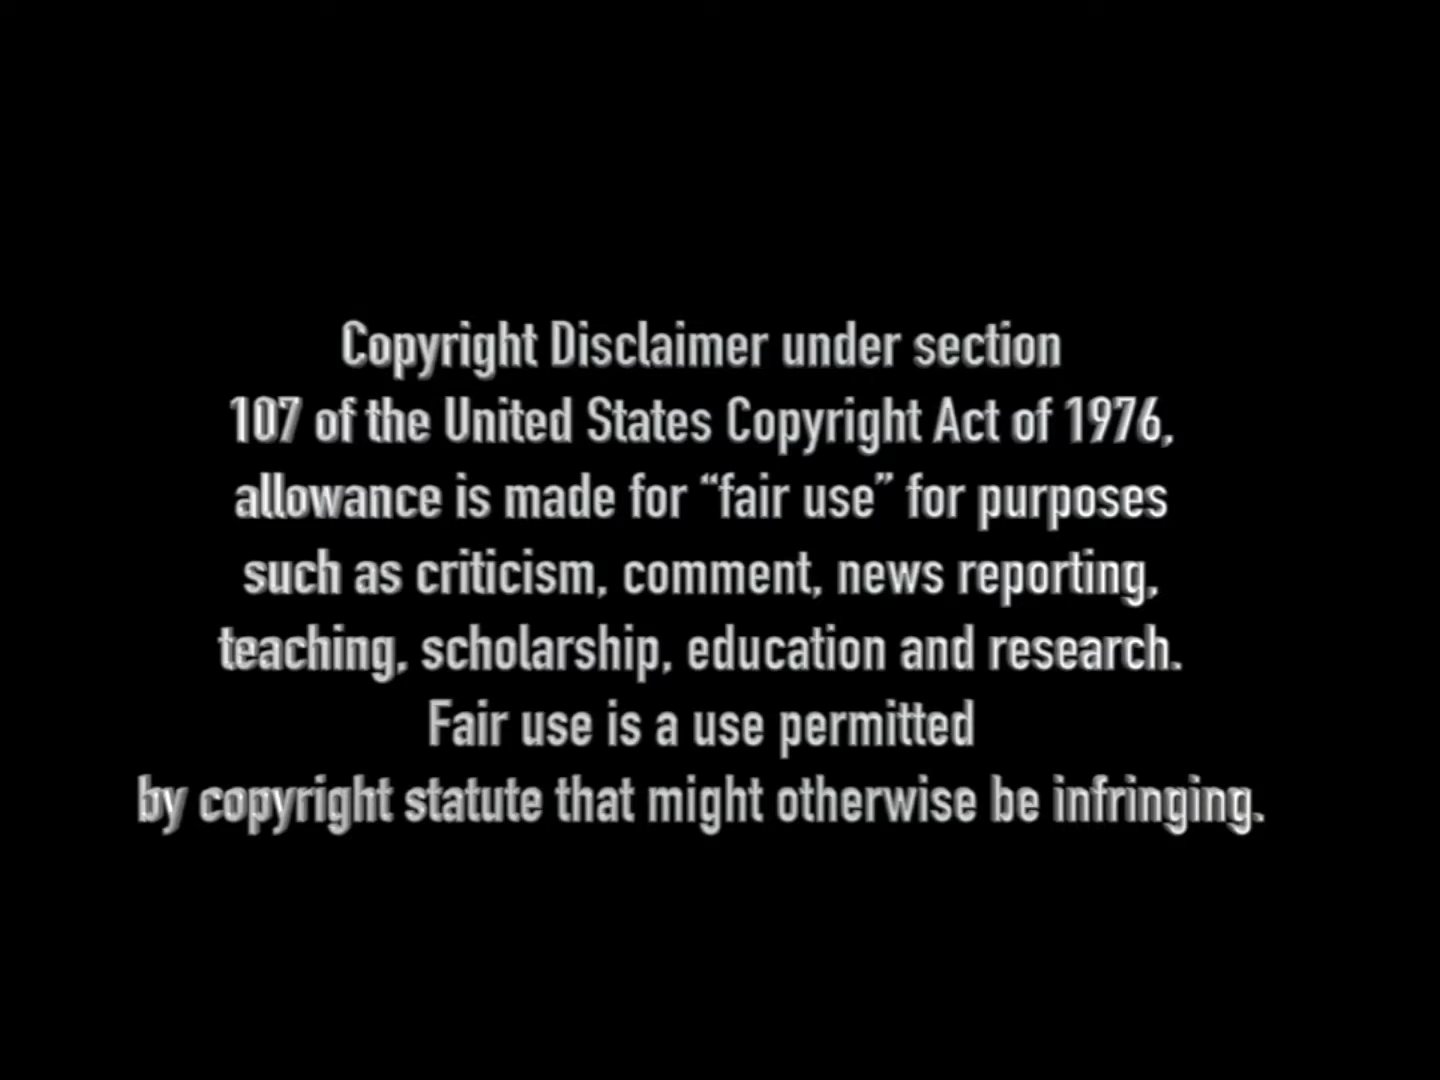 Copyright Disclaimer under section
107 of the United States Copyright Act of 1976,
allowance is made for “fair use” for purposes
such as criticism, comment, news reporting,
teaching, scholarship, education and research.
Fair use is a use permitted
by copyright statute that might otherwise be infringing.